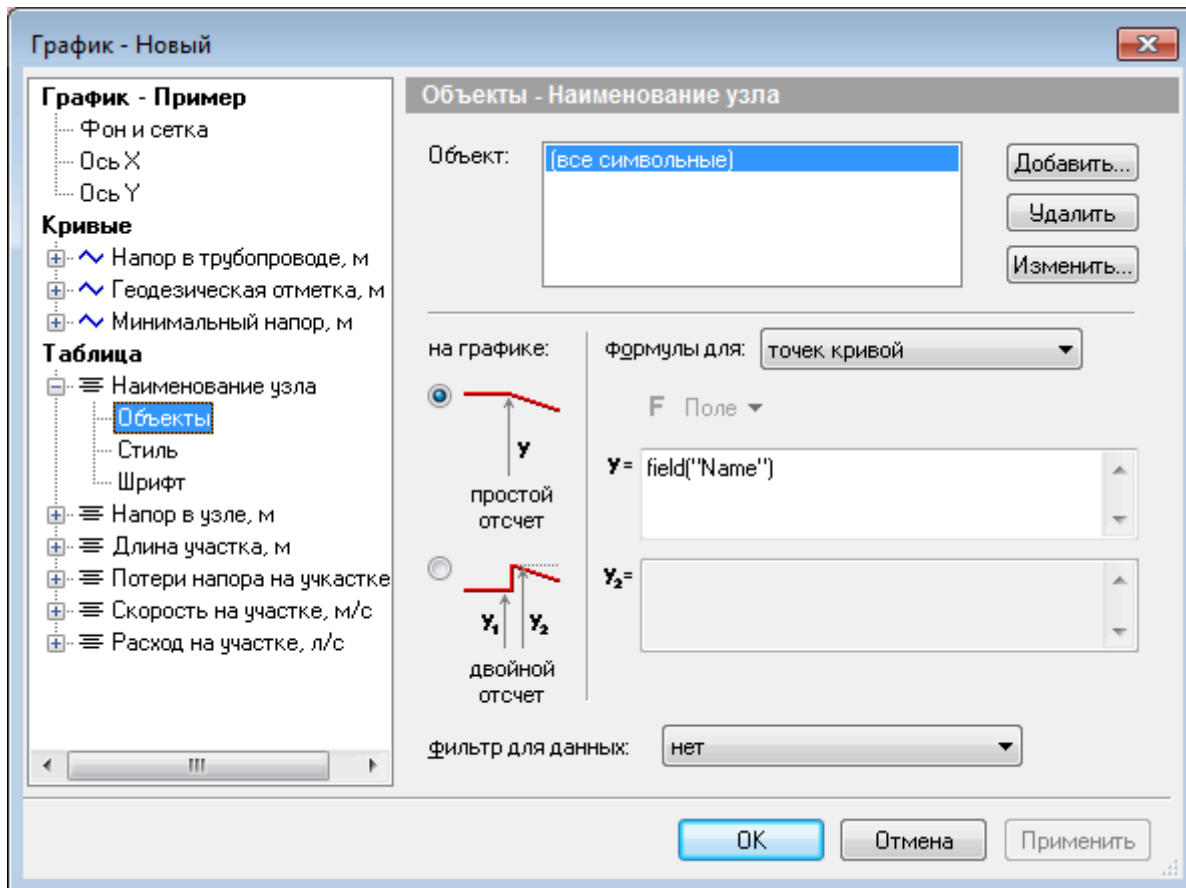 График - Новый
График - Пример
Фон и сетка
Ось X
Ось Y
Кривые
Напор в трубопроводе, м
Геодезическая отметка, м
Минимальный напор, м
Таблица
Наименование узла
Объекты
Стиль
Шрифт
Напор в узле, м
Длина участка, м
Потери напора на учкастке
Скорость на участке, м/с
Расход на участке, л/с
Объекты - Наименование узла
Объект:
(все символьные)
Добавить...
Удалить
Изменить...
на графике:
y
простой
отсчет
y₁ y₂
двойной
отсчет
формулы для: точек кривой
F Поле
y= field("Name")
y₂=
фильтр для данных: нет
OK Отмена Применить